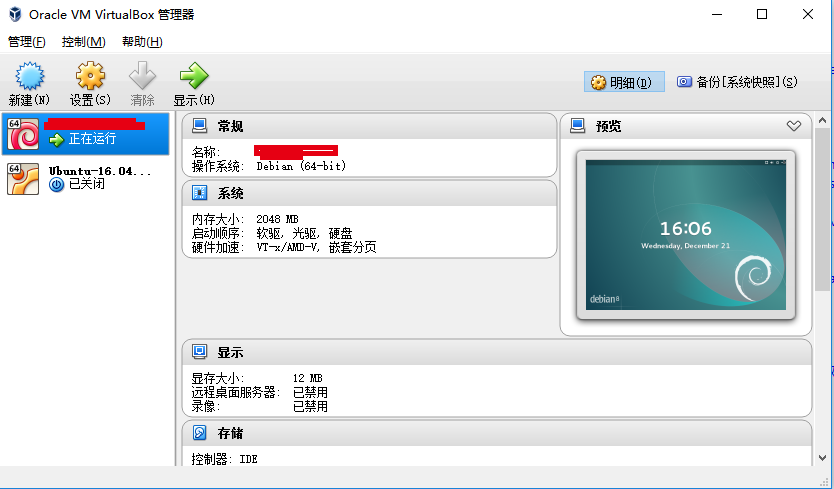 Oracle VM VirtualBox 管理器
管理(F) 控制(M) 帮助(H)
新建(N) 设置(S) 清除 显示(H) 明细(D) 备份[系统快照](S)
64 正在运行
64 Ubuntu-16.04...
已关闭
常规
名称:
操作系统: Debian (64-bit)
系统
内存大小: 2048 MB
启动顺序: 软驱, 光驱, 硬盘
硬件加速: VT-x/AMD-V, 嵌套分页
预览
16:06
Wednesday, December 21
debian8
显示
显存大小: 12 MB
远程桌面服务器: 已禁用
录像: 已禁用
存储
控制器: IDE